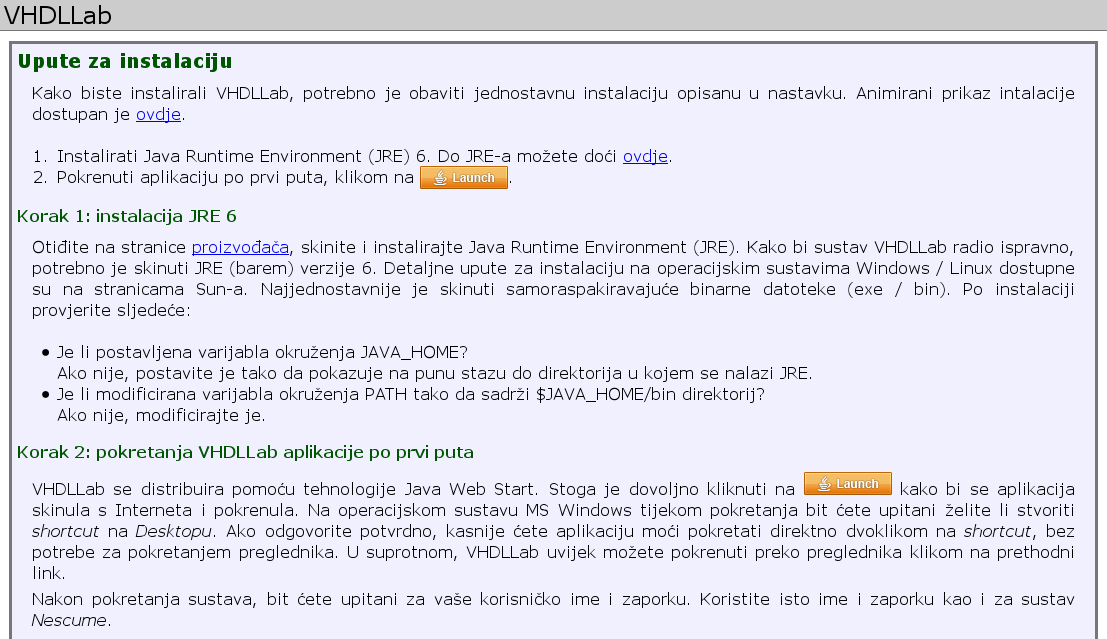 VHDLLab
Upute za instalaciju
Kako biste instalirali VHDLLab, potrebno je obaviti jednostavnu instalaciju opisanu u nastavku. Animirani prikaz intalacije
dostupan je ovdje.
1. Instalirati Java Runtime Environment (JRE) 6. Do JRE-a možete doći ovdje.
2. Pokrenuti aplikaciju po prvi puta, klikom na Launch.
Korak 1: instalacija JRE 6
Otiđite na stranice proizvođača, skinite i instalirajte Java Runtime Environment (JRE). Kako bi sustav VHDLLab radio ispravno,
potrebno je skinuti JRE (barem) verzije 6. Detaljne upute za instalaciju na operacijskim sustavima Windows / Linux dostupne
su na stranicama Sun-a. Najjednostavnije je skinuti samoraspakiravajuće binarne datoteke (exe / bin). Po instalaciji
provjerite sljedeće:
• Je li postavljena varijabla okruženja JAVA_HOME?
Ako nije, postavite je tako da pokazuje na punu stazu do direktorija u kojem se nalazi JRE.
• Je li modificirana varijabla okruženja PATH tako da sadrži $JAVA_HOME/bin direktorij?
Ako nije, modificirajte je.
Korak 2: pokretanja VHDLLab aplikacije po prvi puta
VHDLLab se distribuira pomoću tehnologije Java Web Start. Stoga je dovoljno kliknuti na Launch kako bi se aplikacija
skinula s Interneta i pokrenula. Na operacijskom sustavu MS Windows tijekom pokretanja bit ćete upitani želite li stvoriti
shortcut na Desktopu. Ako odgovorite potvrdno, kasnije ćete aplikaciju moći pokretati direktno dvoklikom na shortcut, bez
potrebe za pokretanjem preglednika. U suprotnom, VHDLLab uvijek možete pokrenuti preko preglednika klikom na prethodni
link.
Nakon pokretanja sustava, bit ćete upitani za vaše korisničko ime i zaporku. Koristite isto ime i zaporku kao i za sustav
Nescume.